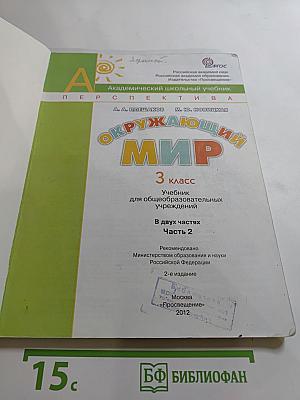 ФГОС
Российская академия наук
Российская академия образования
Издательство «Просвещение»
Академический школьный учебник
ПЕРСПЕКТИВА
А. А. ПЛЕШАКОВ М. Ю. НОВИЦКАЯ
ОКРУЖАЮЩИЙ
МИР
3 класс
Учебник
для общеобразовательных
учреждений
В двух частях
Часть 2
Рекомендовано
Министерством образования и науки
Российской Федерации
2-е издание
Москва
«Просвещение»
2012
15с
БФ БИБЛИОФАН